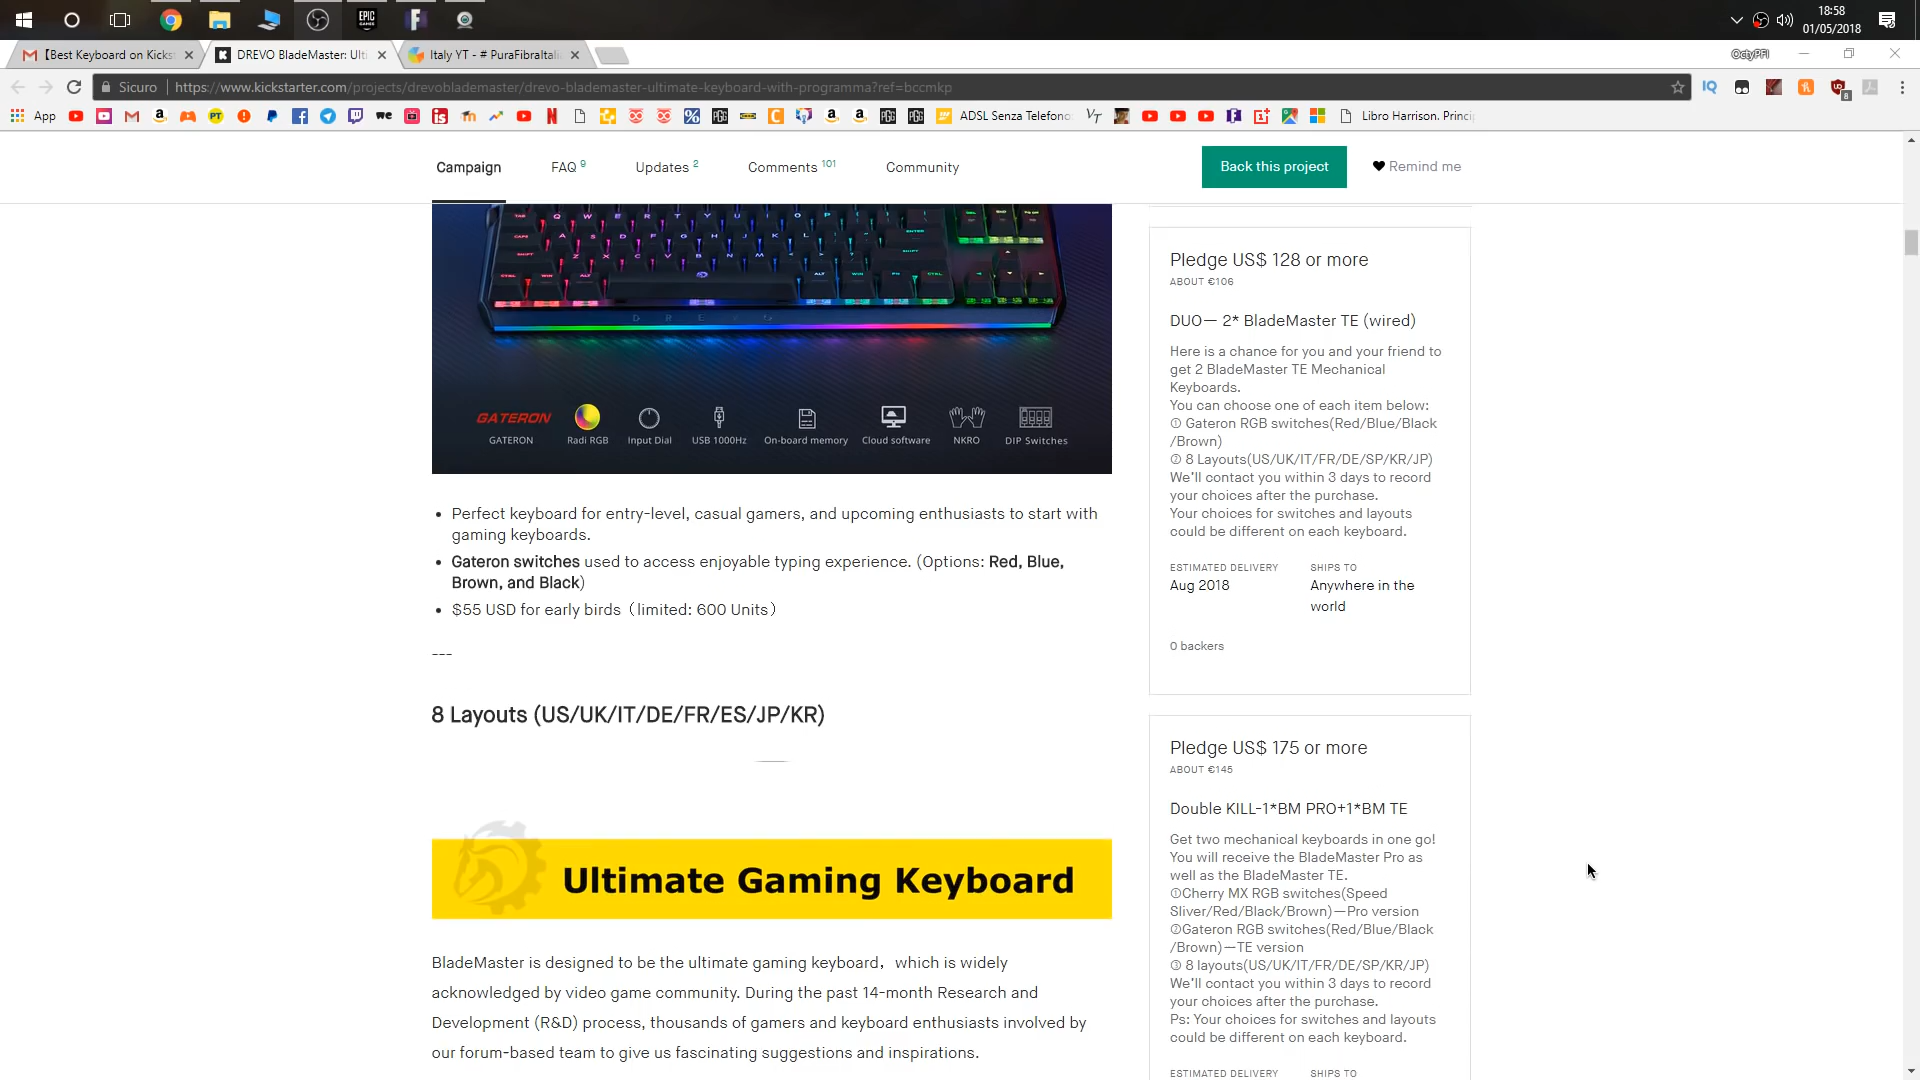 18:58
01/05/2018
【Best Keyboard on Kicks
DREVO BladeMaster: Ulti
Italy YT - # PuraFibraItali
OctyPFI
Sicuro
https://www.kickstarter.com/projects/drevoblademaster/drevo-blademaster-ultimate-keyboard-with-programma?ref=bccmkp
App
ADSL Senza Telefono:
Libro Harrison. Princi
Campaign
FAQ 9
Updates 2
Comments 101
Community
Back this project
Remind me
GATERON
GATERON
Radi RGB
Input Dial
USB 1000Hz
On-board memory
Cloud software
NKRO
DIP Switches
• Perfect keyboard for entry-level, casual gamers, and upcoming enthusiasts to start with
gaming keyboards.
• Gateron switches used to access enjoyable typing experience. (Options: Red, Blue,
Brown, and Black)
• $55 USD for early birds（limited: 600 Units）
---
8 Layouts (US/UK/IT/DE/FR/ES/JP/KR)
Ultimate Gaming Keyboard
BladeMaster is designed to be the ultimate gaming keyboard，which is widely
acknowledged by video game community. During the past 14-month Research and
Development (R&D) process, thousands of gamers and keyboard enthusiasts involved by
our forum-based team to give us fascinating suggestions and inspirations.
Pledge US$ 128 or more
ABOUT €106
DUO— 2* BladeMaster TE (wired)
Here is a chance for you and your friend to
get 2 BladeMaster TE Mechanical
Keyboards.
You can choose one of each item below:
① Gateron RGB switches(Red/Blue/Black
/Brown)
② 8 Layouts(US/UK/IT/FR/DE/SP/KR/JP)
We'll contact you within 3 days to record
your choices after the purchase.
Your choices for switches and layouts
could be different on each keyboard.
ESTIMATED DELIVERY
Aug 2018
SHIPS TO
Anywhere in the
world
0 backers
Pledge US$ 175 or more
ABOUT €145
Double KILL-1*BM PRO+1*BM TE
Get two mechanical keyboards in one go!
You will receive the BladeMaster Pro as
well as the BladeMaster TE.
①Cherry MX RGB switches(Speed
Sliver/Red/Black/Brown)—Pro version
②Gateron RGB switches(Red/Blue/Black
/Brown)—TE version
③ 8 layouts(US/UK/IT/FR/DE/SP/KR/JP)
We'll contact you within 3 days to record
your choices after the purchase.
Ps: Your choices for switches and layouts
could be different on each keyboard.
ESTIMATED DELIVERY
SHIPS TO